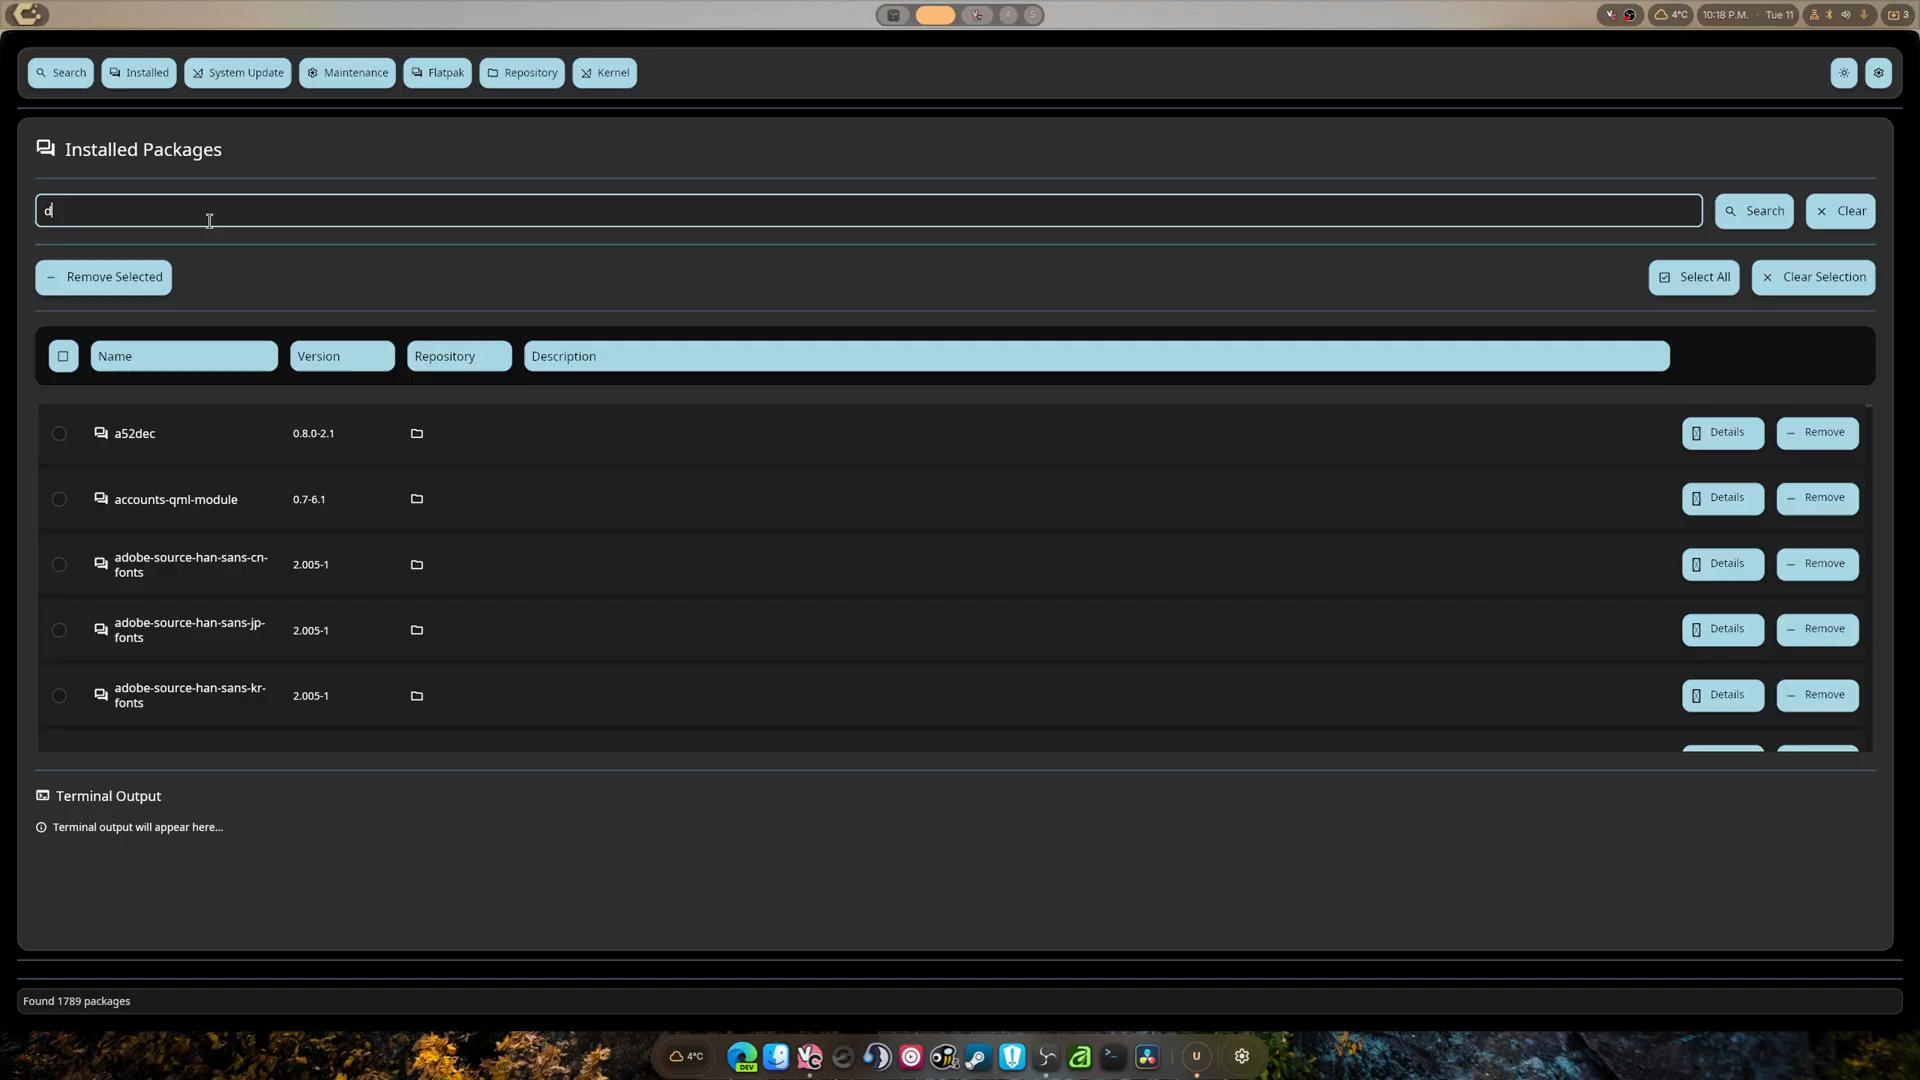 4
5
4°C
10:18 P.M. · Tue 11
3
Search
Installed
System Update
Maintenance
Flatpak
Repository
Kernel
Installed Packages
d
Search
Clear
Remove Selected
Select All
Clear Selection
Name
Version
Repository
Description
a52dec
0.8.0-2.1
Details
Remove
accounts-qml-module
0.7-6.1
Details
Remove
adobe-source-han-sans-cn-
fonts
2.005-1
Details
Remove
adobe-source-han-sans-jp-
fonts
2.005-1
Details
Remove
adobe-source-han-sans-kr-
fonts
2.005-1
Details
Remove
Terminal Output
Terminal output will appear here...
Found 1789 packages
4°C
DEV
U